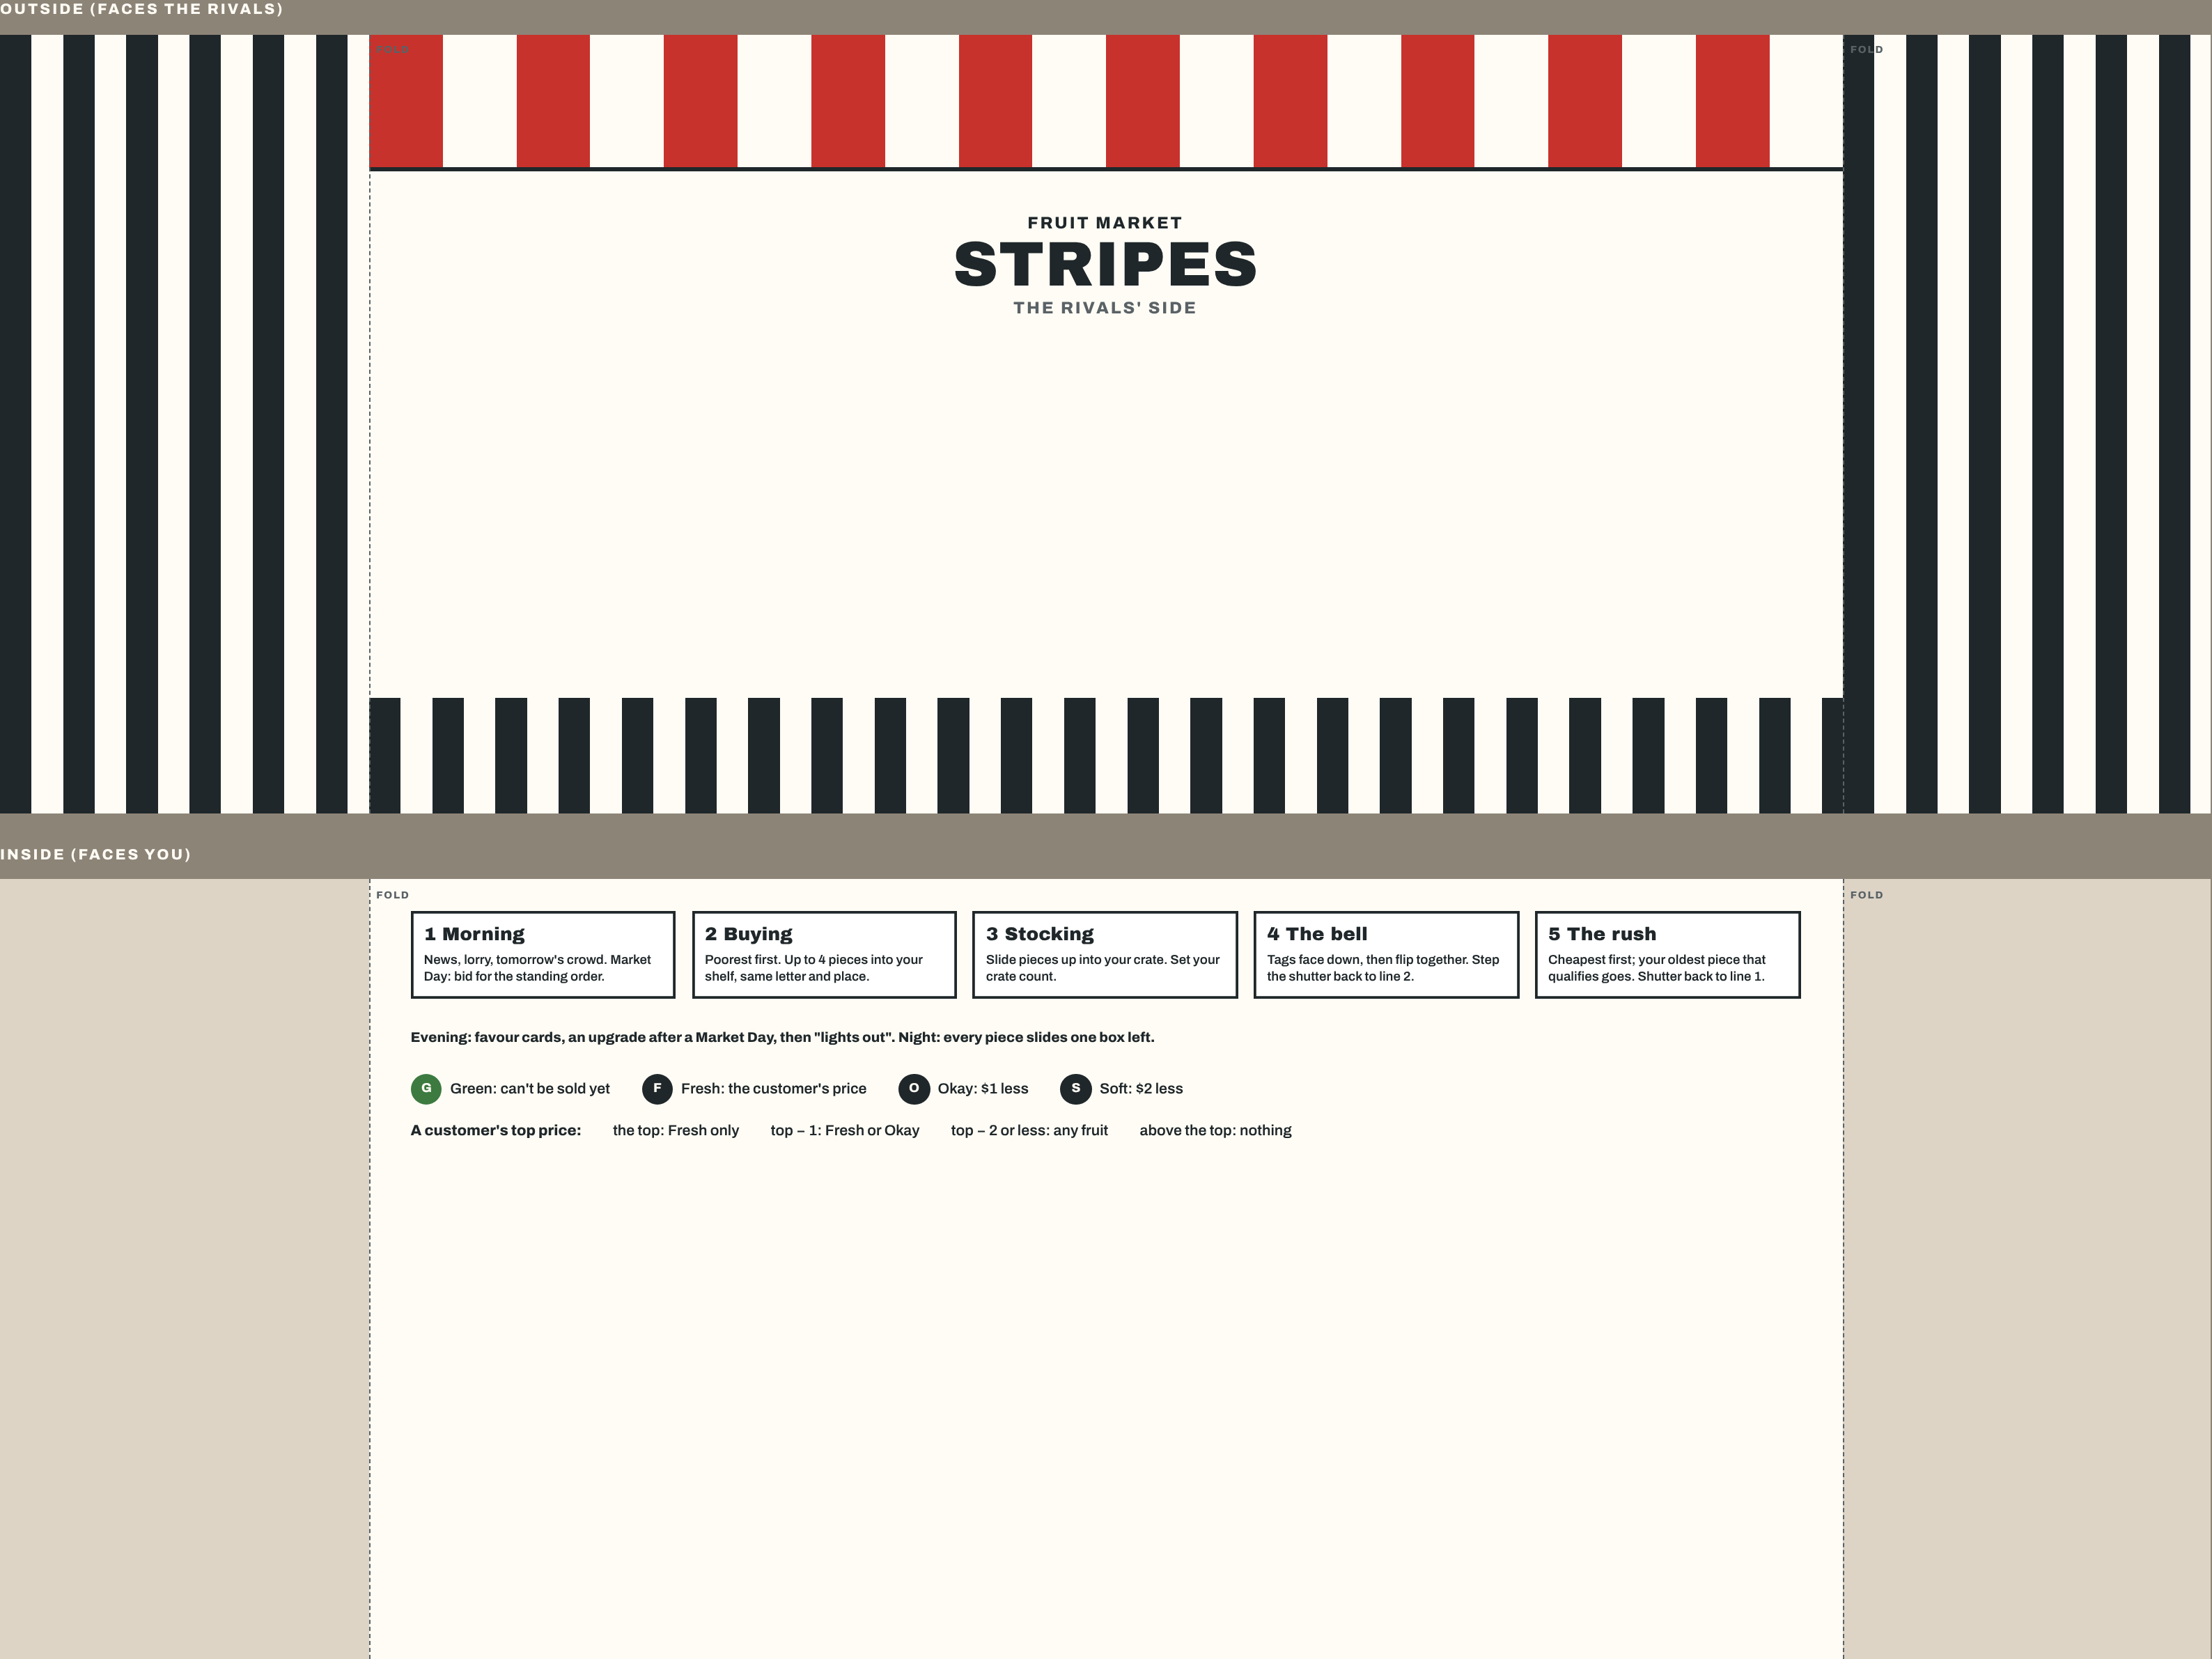 OUTSIDE (FACES THE RIVALS)
FOLD
FOLD
FRUIT MARKET
STRIPES
THE RIVALS' SIDE
INSIDE (FACES YOU)
FOLD
FOLD
1 Morning
News, lorry, tomorrow's crowd. Market
Day: bid for the standing order.
2 Buying
Poorest first. Up to 4 pieces into your
shelf, same letter and place.
3 Stocking
Slide pieces up into your crate. Set your
crate count.
4 The bell
Tags face down, then flip together. Step
the shutter back to line 2.
5 The rush
Cheapest first; your oldest piece that
qualifies goes. Shutter back to line 1.
Evening: favour cards, an upgrade after a Market Day, then "lights out". Night: every piece slides one box left.
G Green: can't be sold yet F Fresh: the customer's price O Okay: $1 less S Soft: $2 less
A customer's top price: the top: Fresh only top – 1: Fresh or Okay top – 2 or less: any fruit above the top: nothing